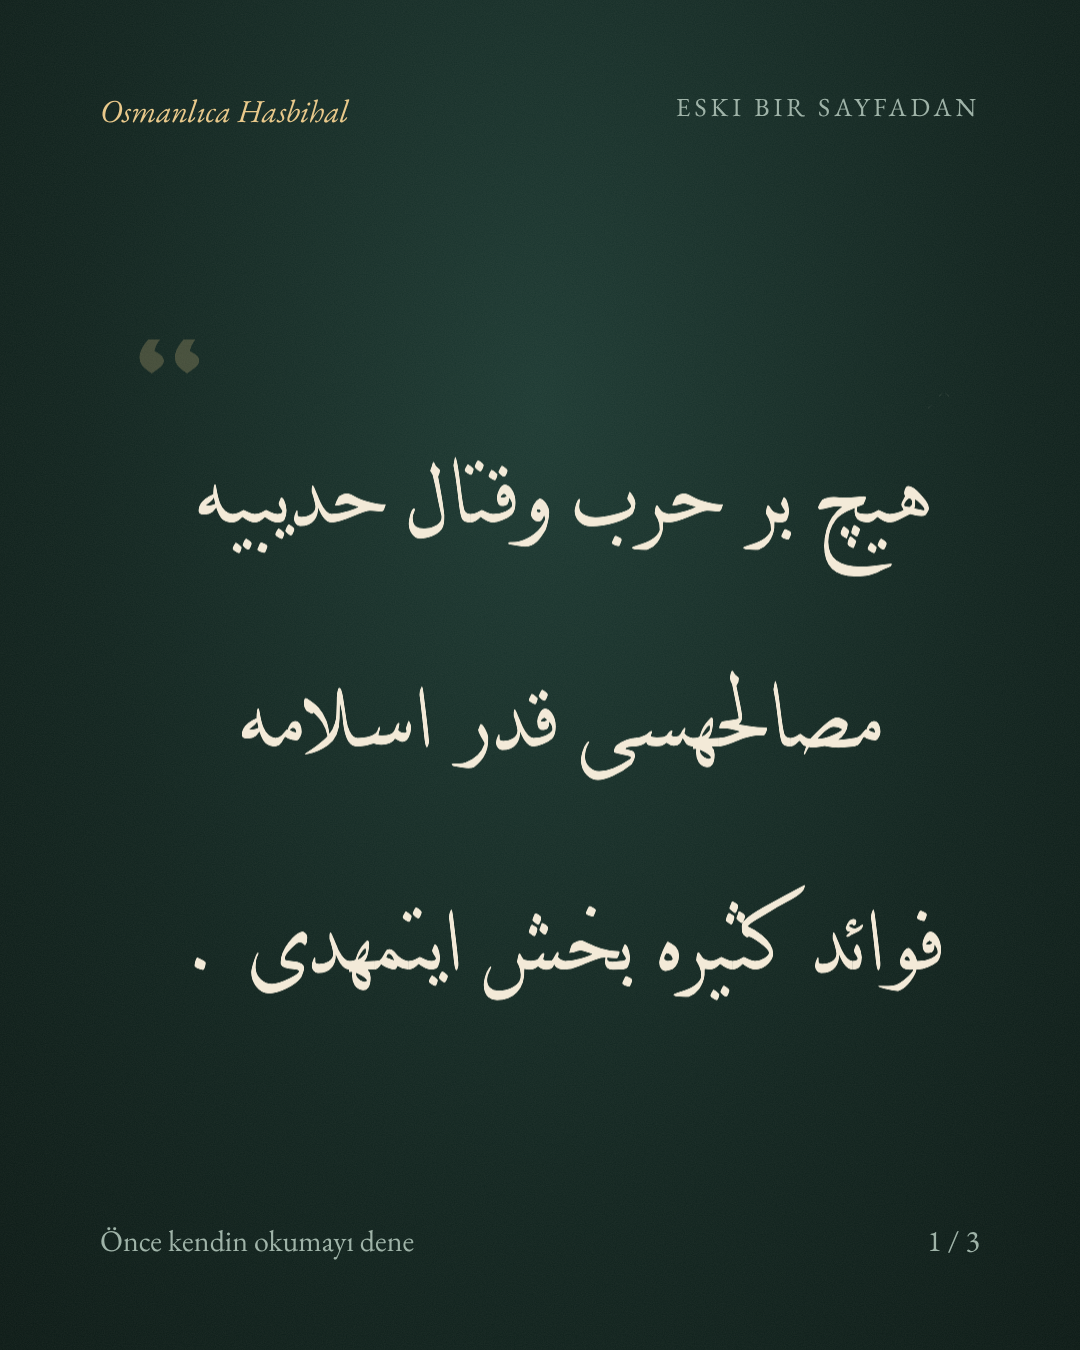 Osmanlıca Hasbihal
ESKI BIR SAYFADAN
“
هیچ بر حرب وقتال حدیبیه
مصالحهسی قدر اسلامه
فوائد كثیره بخش ایتمهدی .
Önce kendin okumayı dene
1 / 3